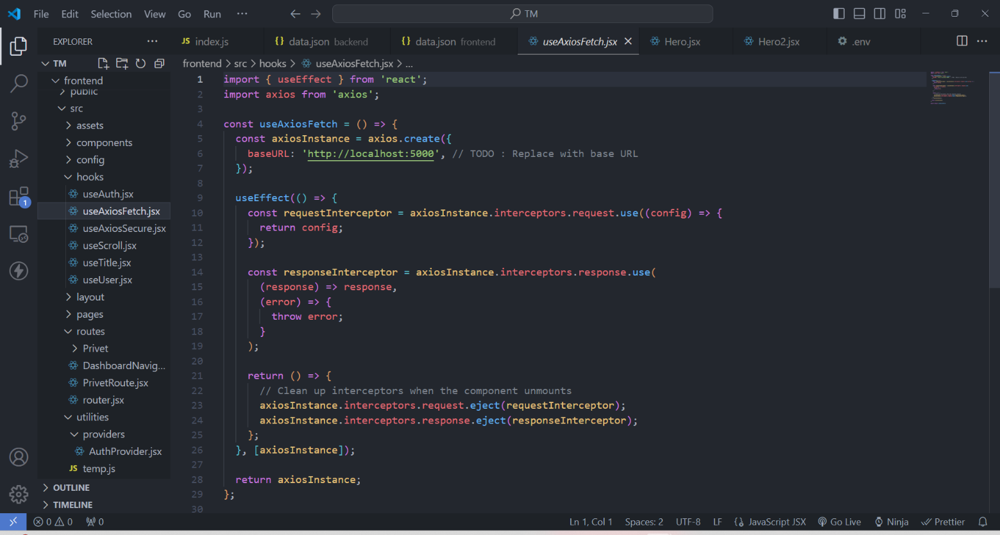 File Edit Selection View Go Run ··· TM
EXPLORER ···
JS index.js {} data.json backend {} data.json frontend useAxiosFetch.jsx Hero.jsx Hero2.jsx .env ···
TM
frontend
public
src
assets
components
config
hooks
useAuth.jsx
useAxiosFetch.jsx
useAxiosSecure.jsx
useScroll.jsx
useTitle.jsx
useUser.jsx
layout
pages
routes
Privet
DashboardNavig...
PrivetRoute.jsx
router.jsx
utilities
providers
AuthProvider.jsx
JS temp.js
OUTLINE
TIMELINE
1
frontend > src > hooks > useAxiosFetch.jsx > ...
1 import { useEffect } from 'react';
2 import axios from 'axios';
3
4 const useAxiosFetch = () => {
5 const axiosInstance = axios.create({
6 baseURL: 'http://localhost:5000', // TODO : Replace with base URL
7 });
8
9 useEffect(() => {
10 const requestInterceptor = axiosInstance.interceptors.request.use((config) => {
11 return config;
12 });
13
14 const responseInterceptor = axiosInstance.interceptors.response.use(
15 (response) => response,
16 (error) => {
17 throw error;
18 }
19 );
20
21 return () => {
22 // Clean up interceptors when the component unmounts
23 axiosInstance.interceptors.request.eject(requestInterceptor);
24 axiosInstance.interceptors.response.eject(responseInterceptor);
25 };
26 }, [axiosInstance]);
27
28 return axiosInstance;
29 };
30
0 0 0 Ln 1, Col 1 Spaces: 2 UTF-8 LF JavaScript JSX Go Live Ninja Prettier